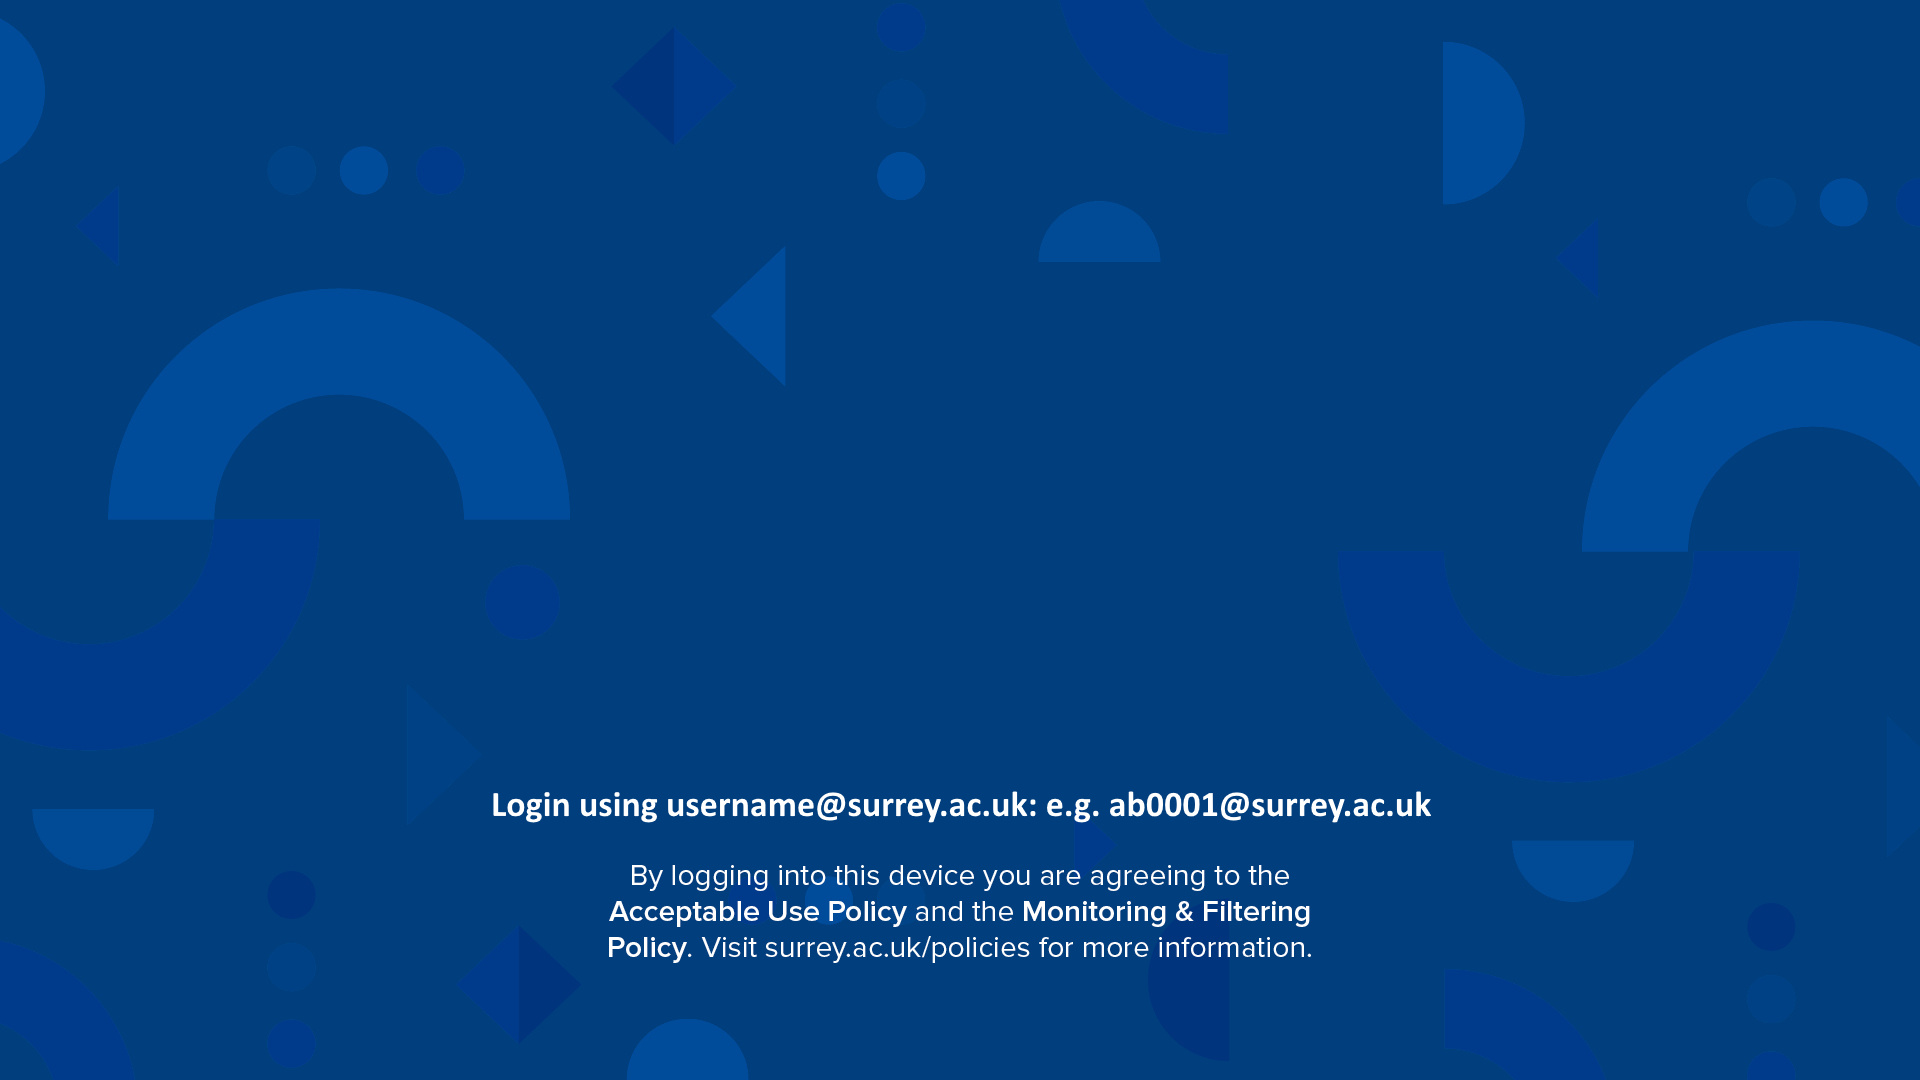 Login using username@surrey.ac.uk: e.g. ab0001@surrey.ac.uk
By logging into this device you are agreeing to the
Acceptable Use Policy and the Monitoring & Filtering
Policy. Visit surrey.ac.uk/policies for more information.